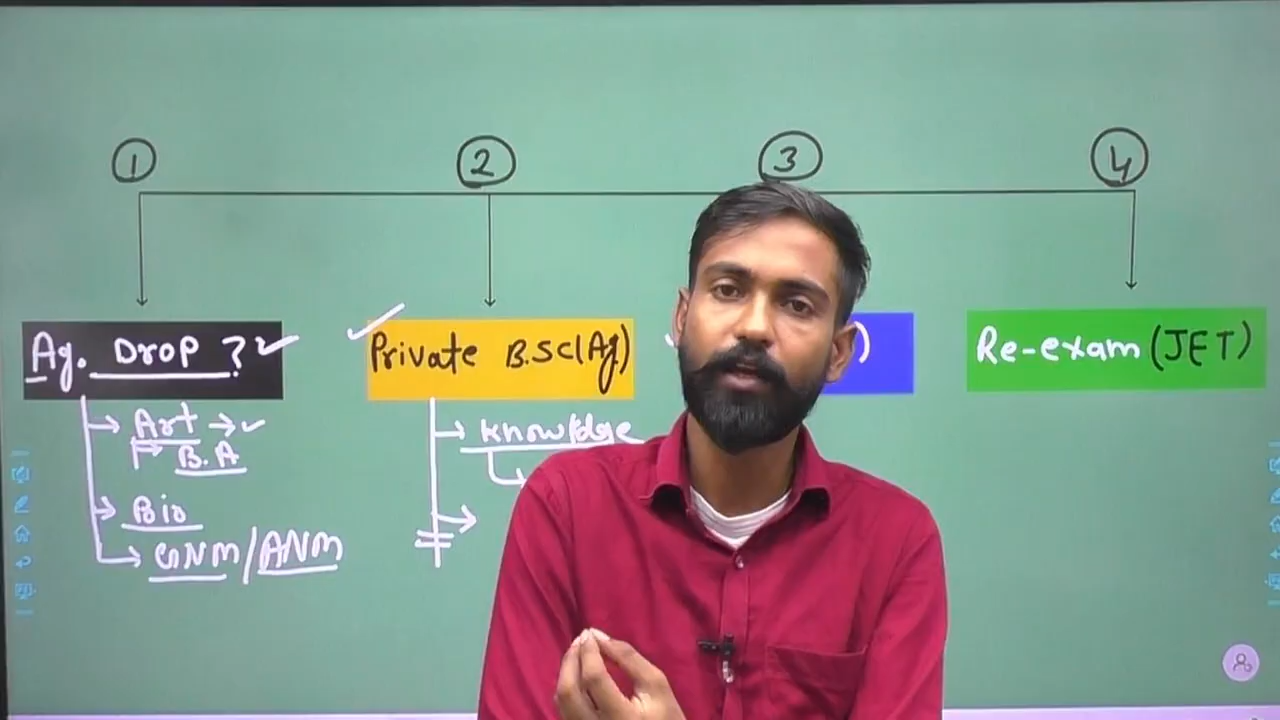 1
2
3
4
Ag. Drop ?
Private B.Sc(Ag)
)
Re-exam (JET)
Art
B.A
Bio
GNM/ANM
Knowledge